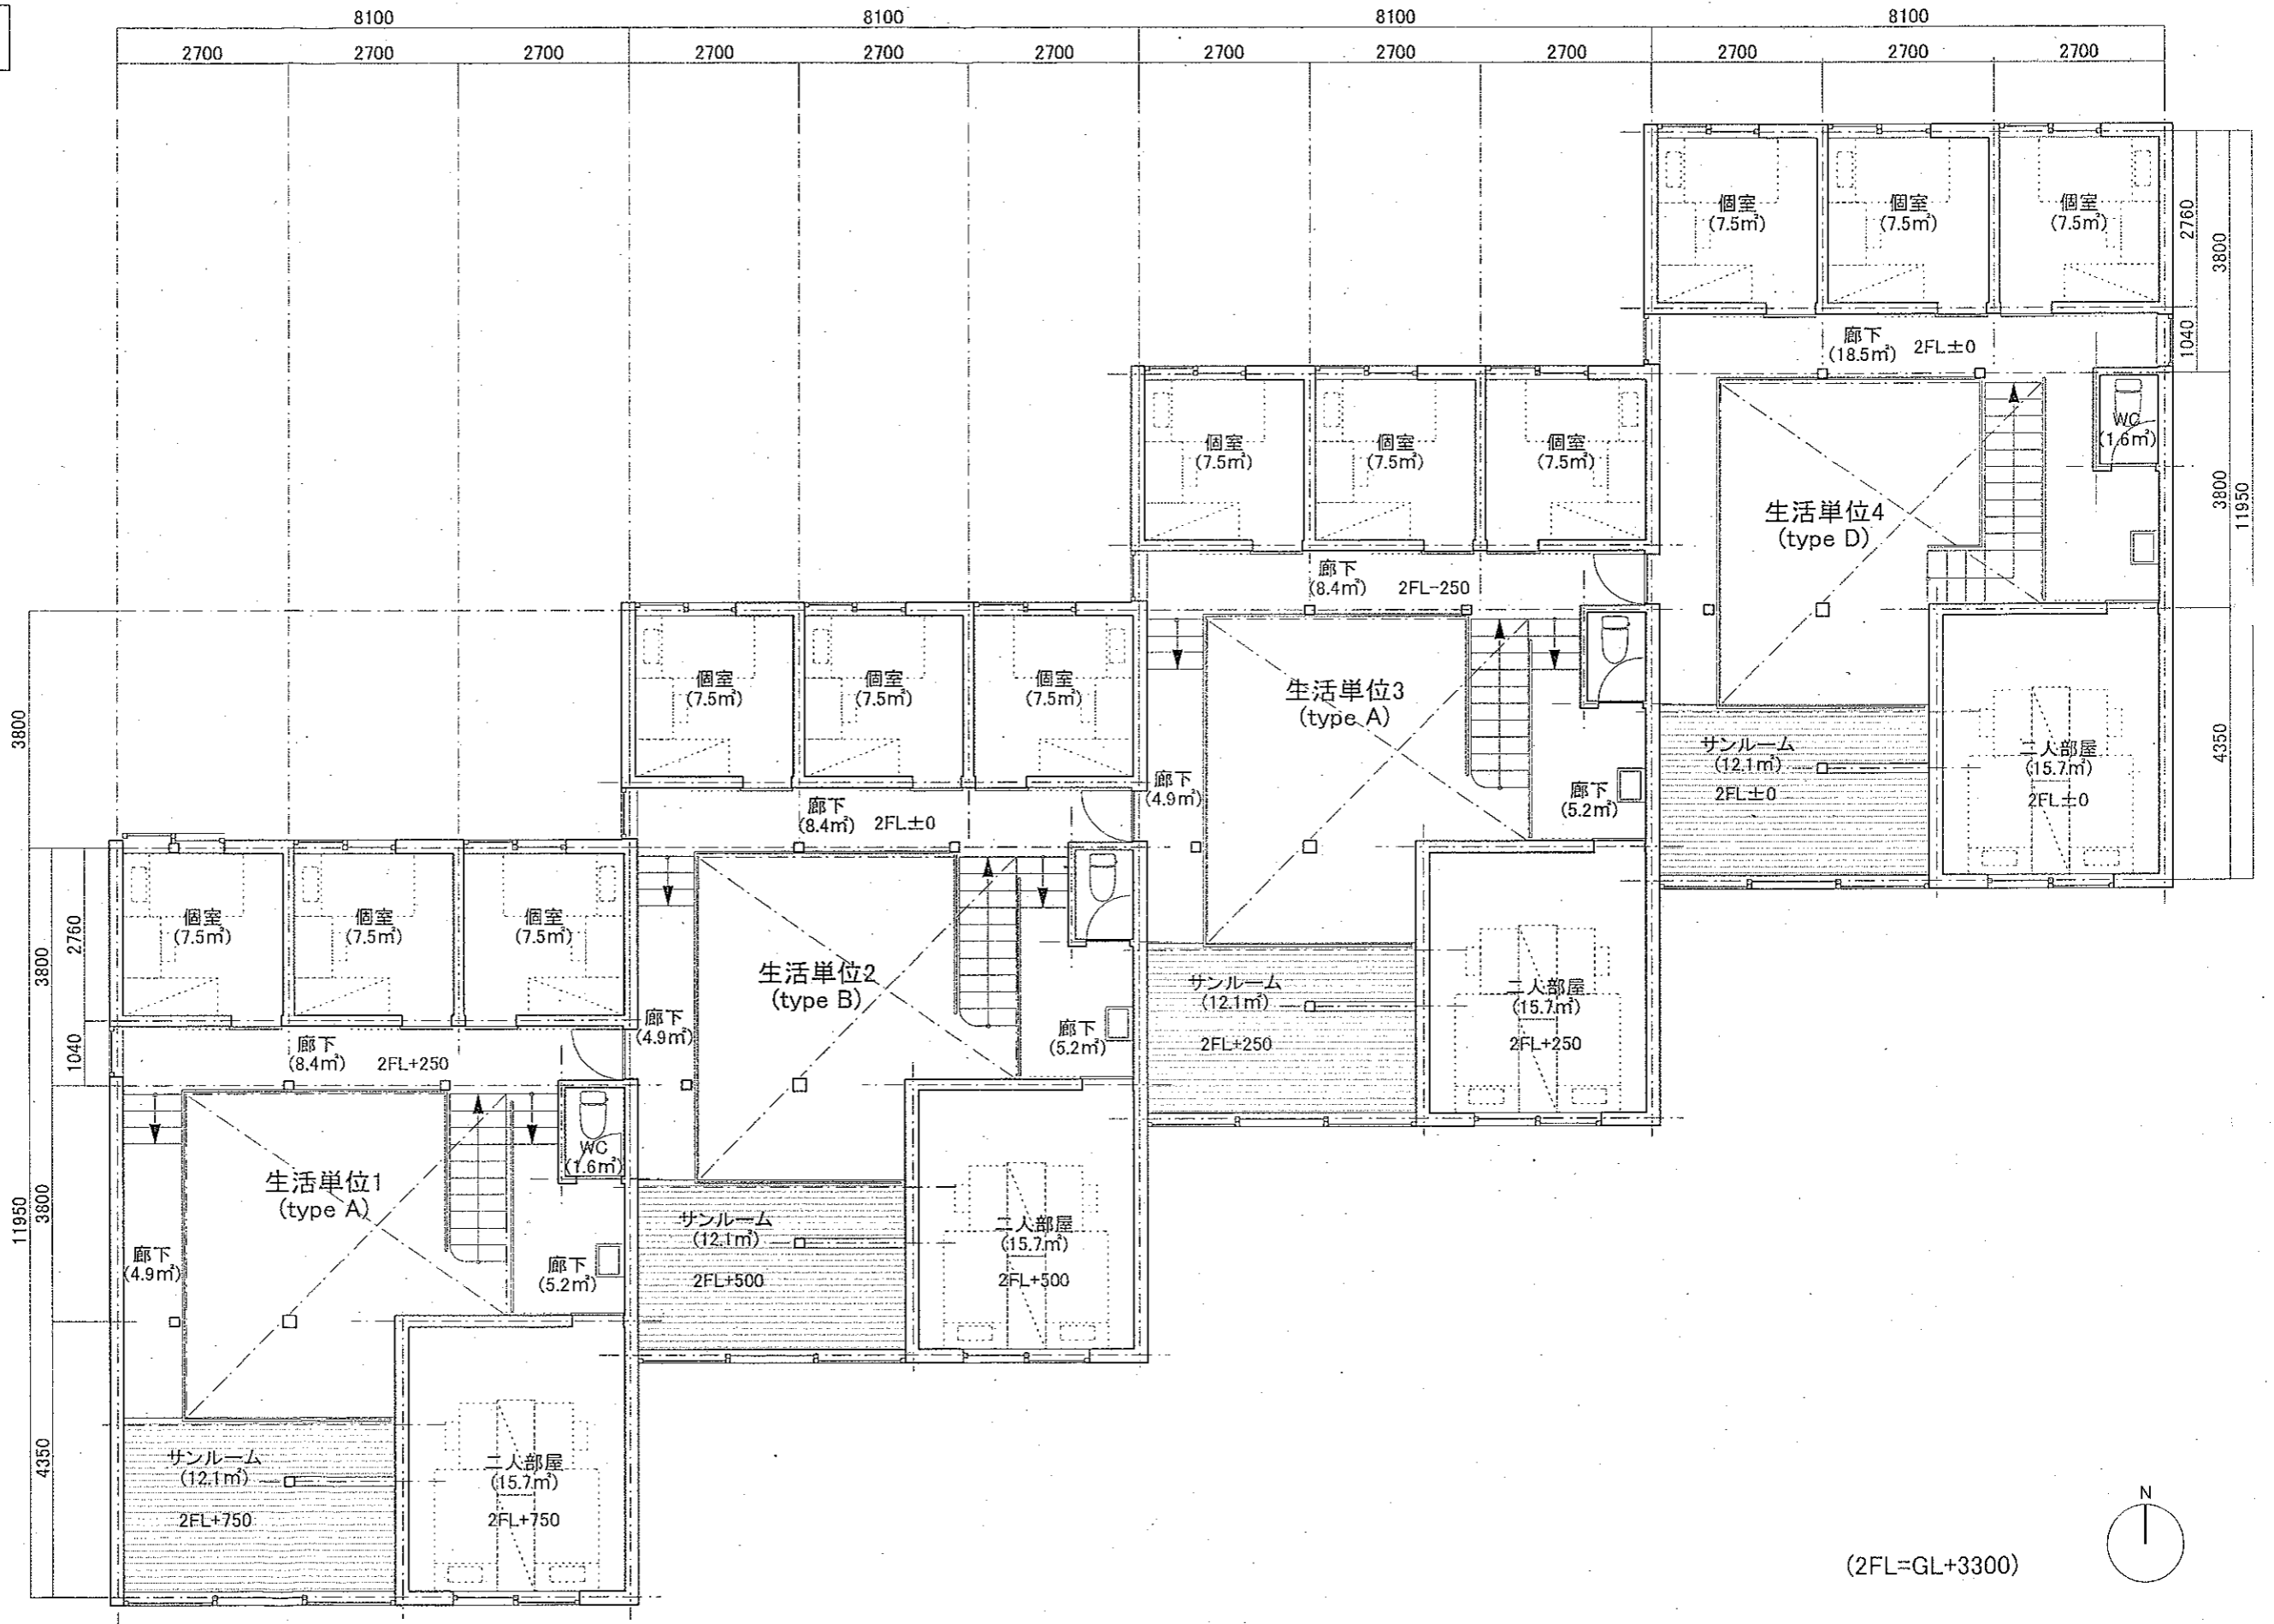 8100 8100 8100 8100
2700 2700 2700 2700 2700 2700 2700 2700 2700 2700 2700 2700
個室 個室 個室
(7.5㎡) (7.5㎡) (7.5㎡)
2760
3800
廊下
(18.5㎡) 2FL±0
1040
WC
(1.6㎡)
生活単位4
(type D)
3800
11950
サンルーム
(12.1㎡)
2FL±0
二人部屋
(15.7㎡)
2FL±0
4350
個室 個室 個室
(7.5㎡) (7.5㎡) (7.5㎡)
廊下
(8.4㎡) 2FL-250
生活単位3
(type A)
廊下
(4.9㎡)
廊下
(5.2㎡)
サンルーム
(12.1㎡)
2FL+250
二人部屋
(15.7㎡)
2FL+250
個室 個室 個室
(7.5㎡) (7.5㎡) (7.5㎡)
廊下
(8.4㎡) 2FL±0
生活単位2
(type B)
廊下
(4.9㎡)
廊下
(5.2㎡)
サンルーム
(12.1㎡)
2FL+500
二人部屋
(15.7㎡)
2FL+500
3800
個室 個室 個室
(7.5㎡) (7.5㎡) (7.5㎡)
2760
3800
廊下
(8.4㎡) 2FL+250
1040
WC
(1.6㎡)
生活単位1
(type A)
3800
11950
廊下
(4.9㎡)
廊下
(5.2㎡)
サンルーム
(12.1㎡)
2FL+750
二人部屋
(15.7㎡)
2FL+750
4350
N
(2FL=GL+3300)